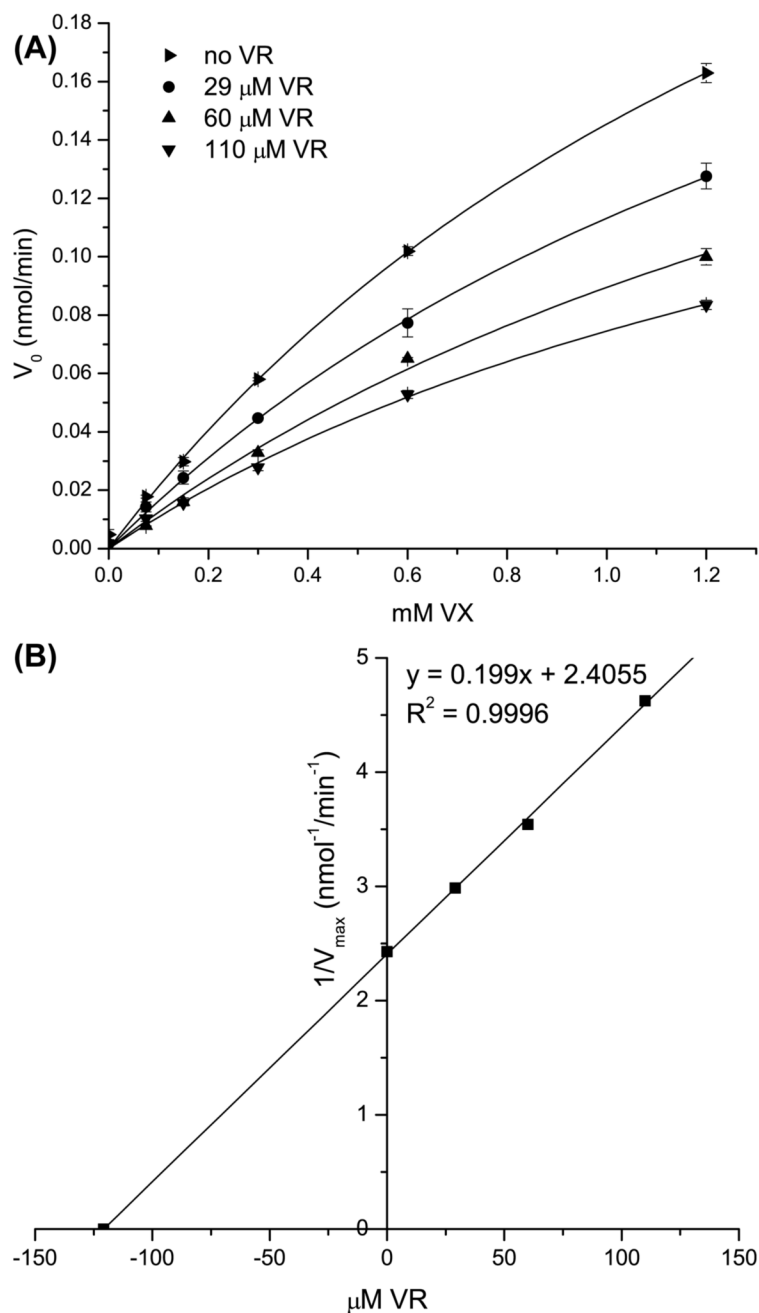 (A)
no VR
29 μM VR
60 μM VR
110 μM VR
0.18
0.16
0.14
0.12
0.10
0.08
0.06
0.04
0.02
0.00
V₀ (nmol/min)
0.0 0.2 0.4 0.6 0.8 1.0 1.2
mM VX
(B)
y = 0.199x + 2.4055
R² = 0.9996
5
4
3
2
1
0
1/Vmax (nmol⁻¹/min⁻¹)
-150 -100 -50 0 50 100 150
μM VR